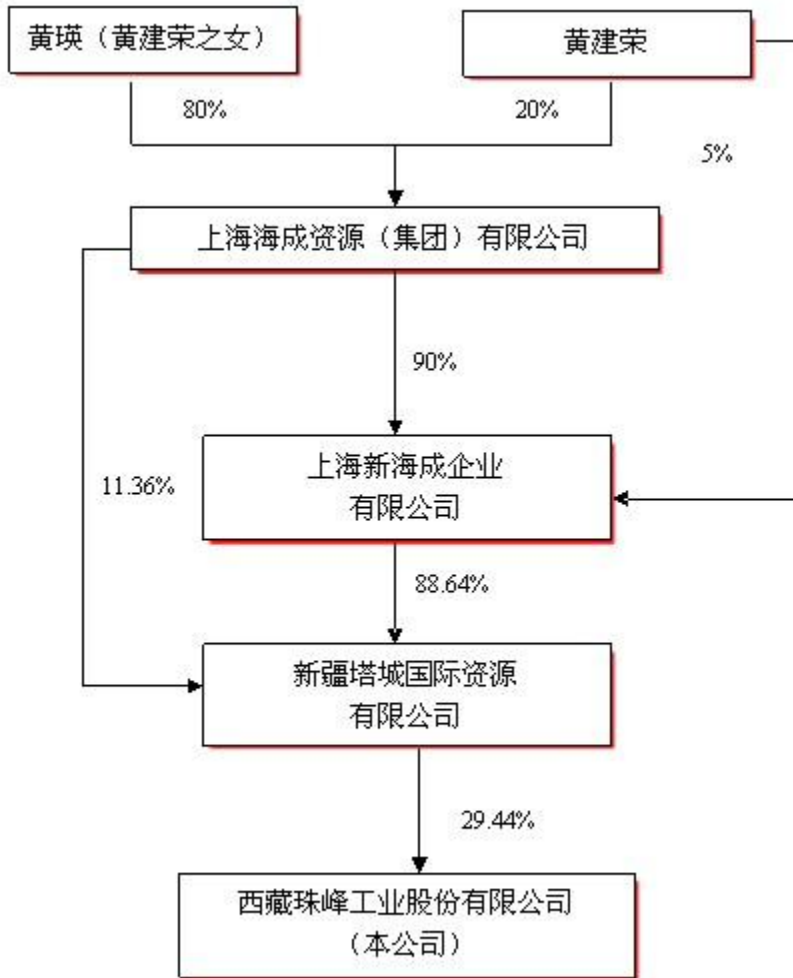 黄瑛（黄建荣之女）
黄建荣
80%
20%
5%
上海海成资源（集团）有限公司
90%
上海新海成企业
有限公司
11.36%
88.64%
新疆塔城国际资源
有限公司
29.44%
西藏珠峰工业股份有限公司
（本公司）